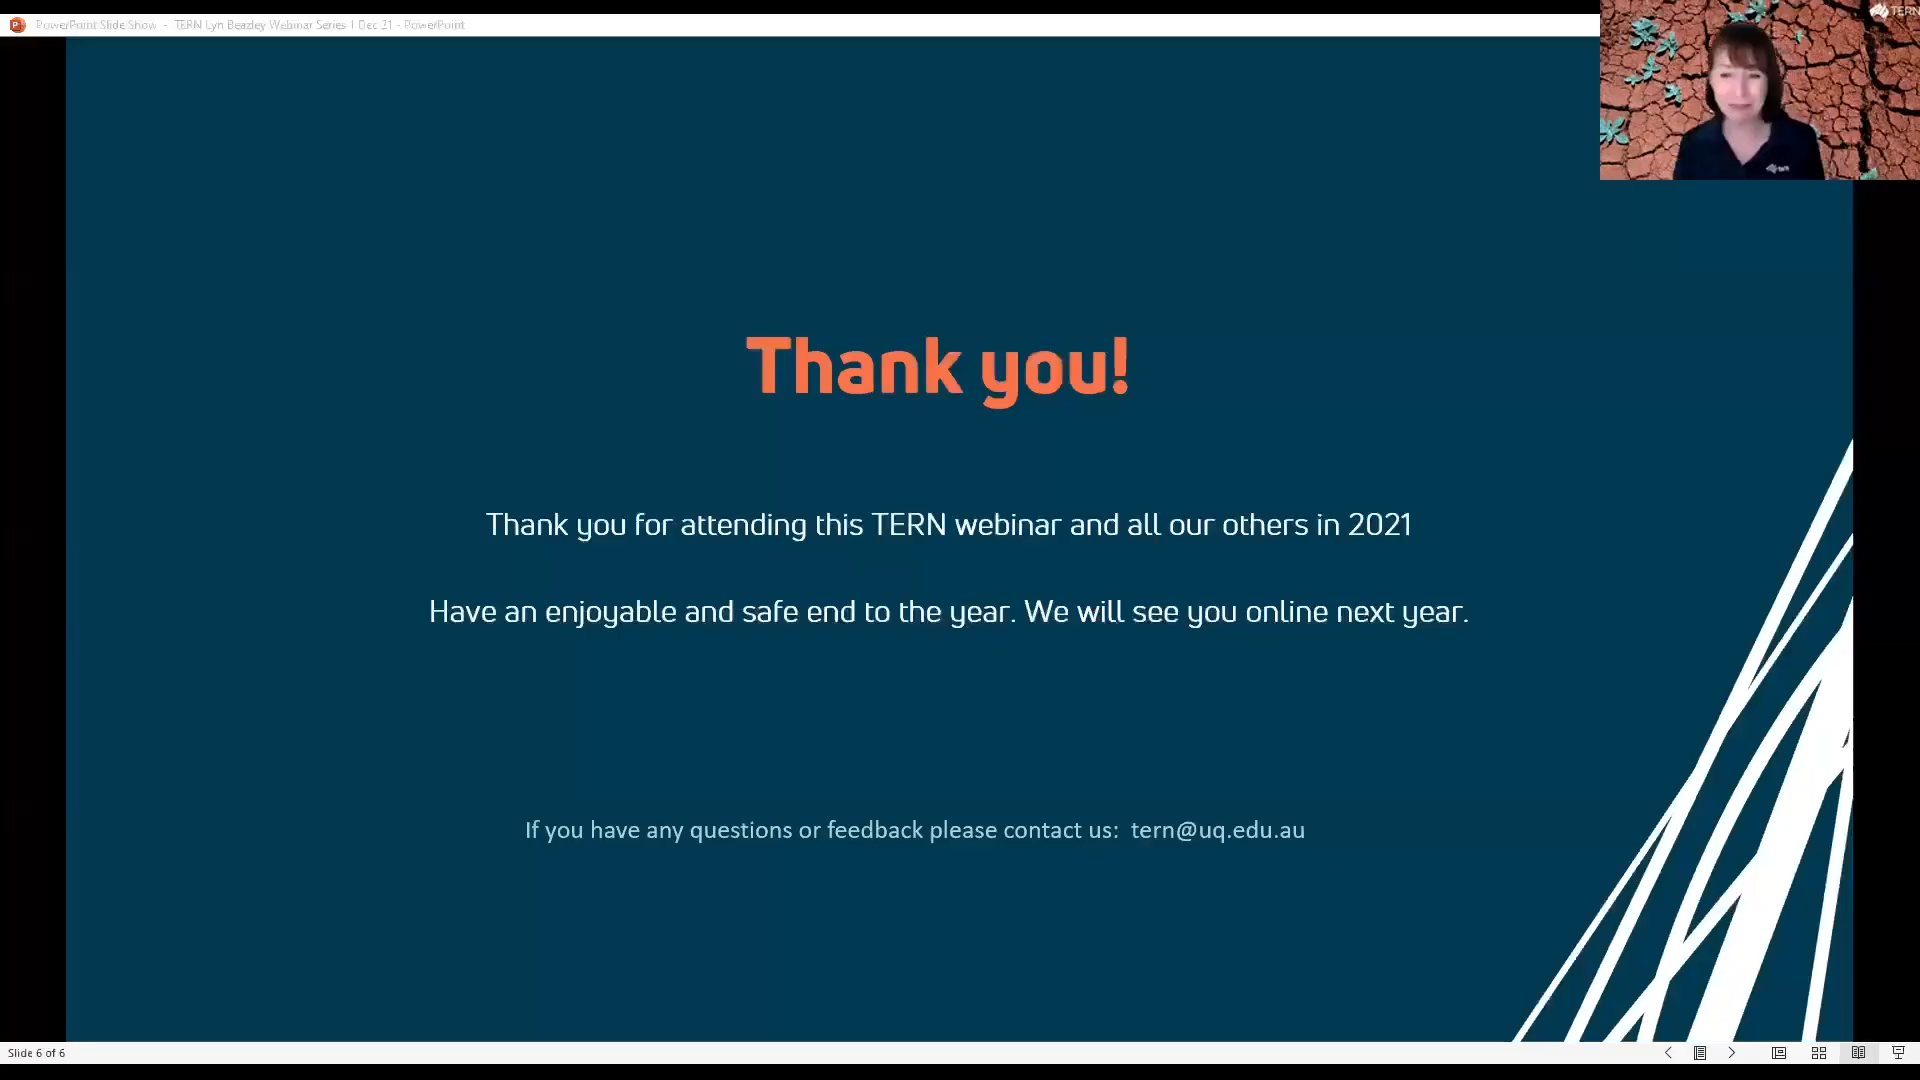 PowerPoint Slide Show - TERN Lyn Beazley Webinar Series 1 Dec 21 - PowerPoint
TERN
tern
Thank you!
Thank you for attending this TERN webinar and all our others in 2021
Have an enjoyable and safe end to the year. We will see you online next year.
If you have any questions or feedback please contact us: tern@uq.edu.au
Slide 6 of 6